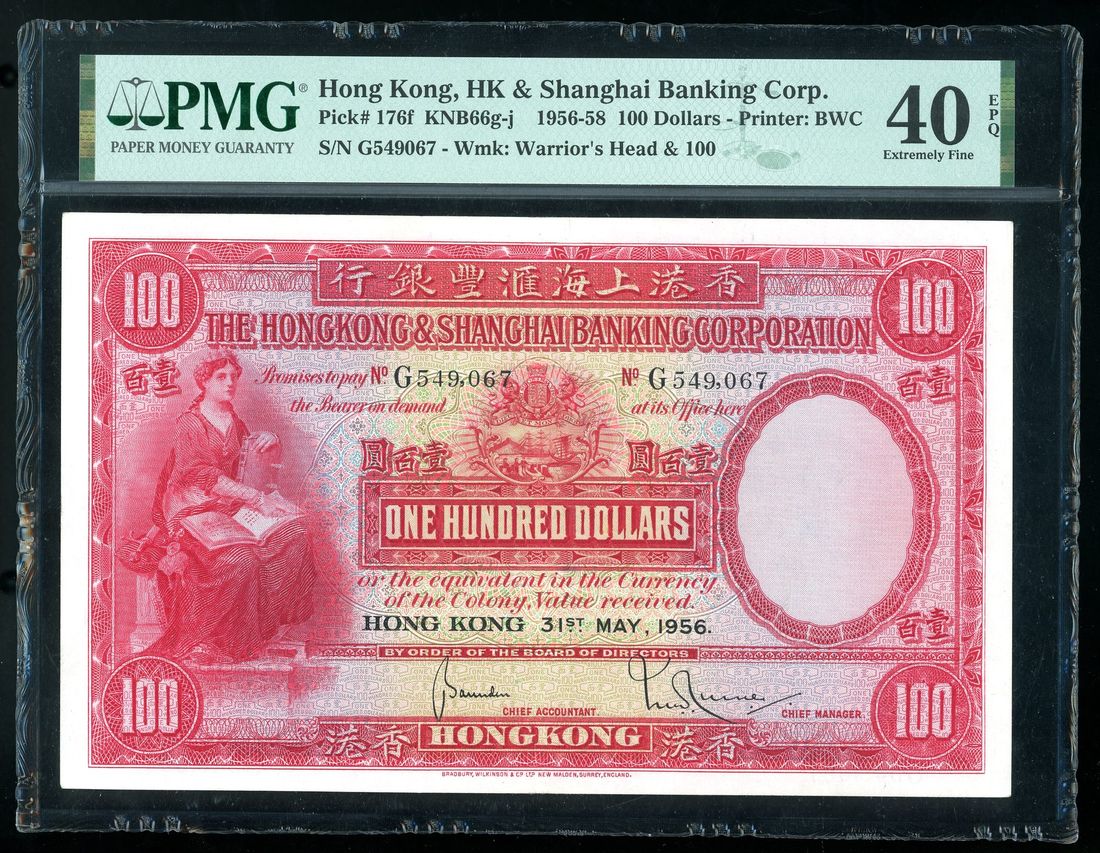 PMG®
PAPER MONEY GUARANTY
Hong Kong, HK & Shanghai Banking Corp.
Pick# 176f KNB66g-j 1956-58 100 Dollars - Printer: BWC
S/N G549067 - Wmk: Warrior's Head & 100
40
EPQ
Extremely Fine
行銀豐滙海上港香
100
100
THE HONGKONG & SHANGHAI BANKING CORPORATION
百壹
百壹
Promises to pay Nº G 549,067 Nº G 549,067
the Bearer on demand at its Office here
圓百壹
圓百壹
ONE HUNDRED DOLLARS
or the equivalent in the Currency
of the Colony, Value received.
HONG KONG 31ST MAY, 1956.
百壹
BY ORDER OF THE BOARD OF DIRECTORS
100
100
CHIEF ACCOUNTANT.
CHIEF MANAGER.
港香 HONGKONG 港香
BRADBURY, WILKINSON & Cº LTD NEW MALDEN, SURREY, ENGLAND.